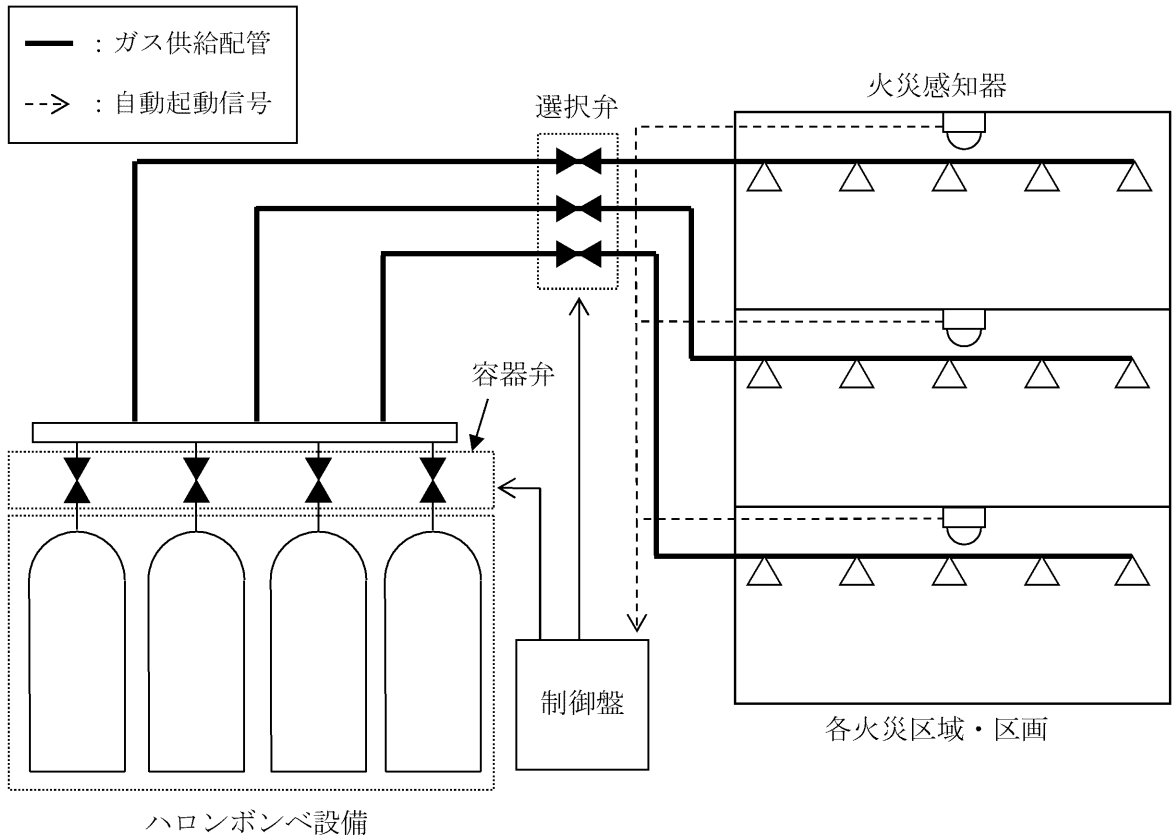 ：ガス供給配管
：自動起動信号
選択弁
火災感知器
容器弁
制御盤
各火災区域・区画
ハロンボンベ設備